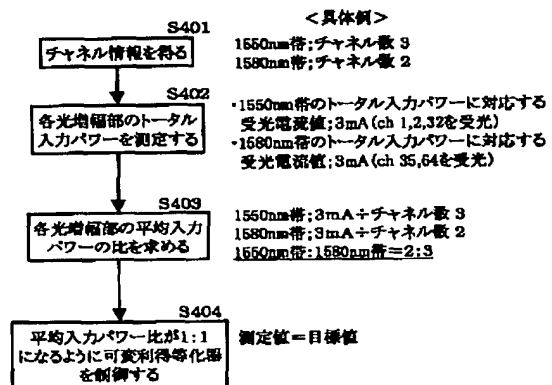 ＜具体例＞
S401
チャネル情報を得る
1550nm帯;チャネル数 3
1580nm帯;チャネル数 2
S402
各光増幅部のトータル
入力パワーを測定する
・1550nm帯のトータル入力パワーに対応する
受光電流値;3mA(ch 1,2,32を受光)
・1580nm帯のトータル入力パワーに対応する
受光電流値;3mA(ch 35,64を受光)
S403
各光増幅部の平均入力
パワーの比を求める
1550nm帯;3mA÷チャネル数 3
1580nm帯;3mA÷チャネル数 2
1550nm帯:1580nm帯＝2:3
S404
平均入力パワー比が1:1
になるように可変利得等化器
を制御する
測定値＝目標値